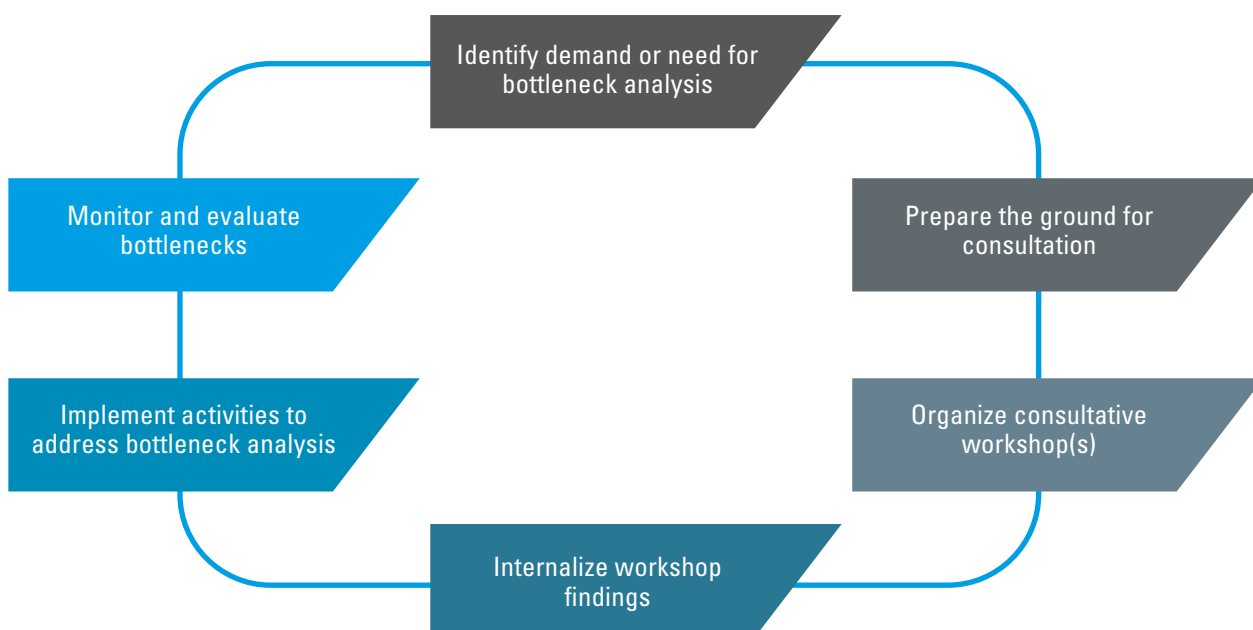 Identify demand or need for
bottleneck analysis
Prepare the ground for
consultation
Organize consultative
workshop(s)
Internalize workshop
findings
Implement activities to
address bottleneck analysis
Monitor and evaluate
bottlenecks